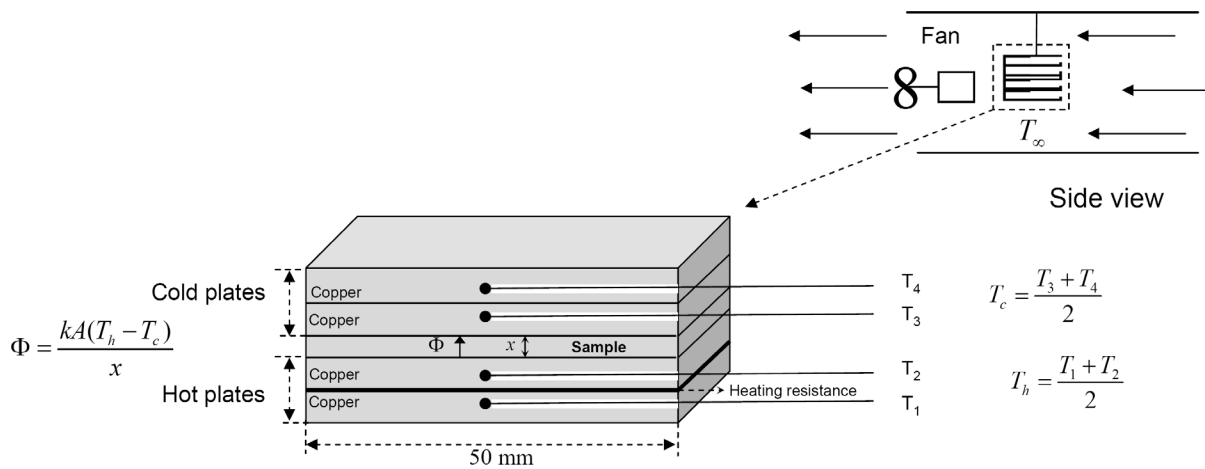 Fan
T∞
Side view
Cold plates
Copper
T4
Tc = (T3 + T4) / 2
Copper
T3
Φ = kA(Th − Tc) / x
Φ
x
Sample
Hot plates
Copper
T2
Th = (T1 + T2) / 2
Heating resistance
Copper
T1
50 mm